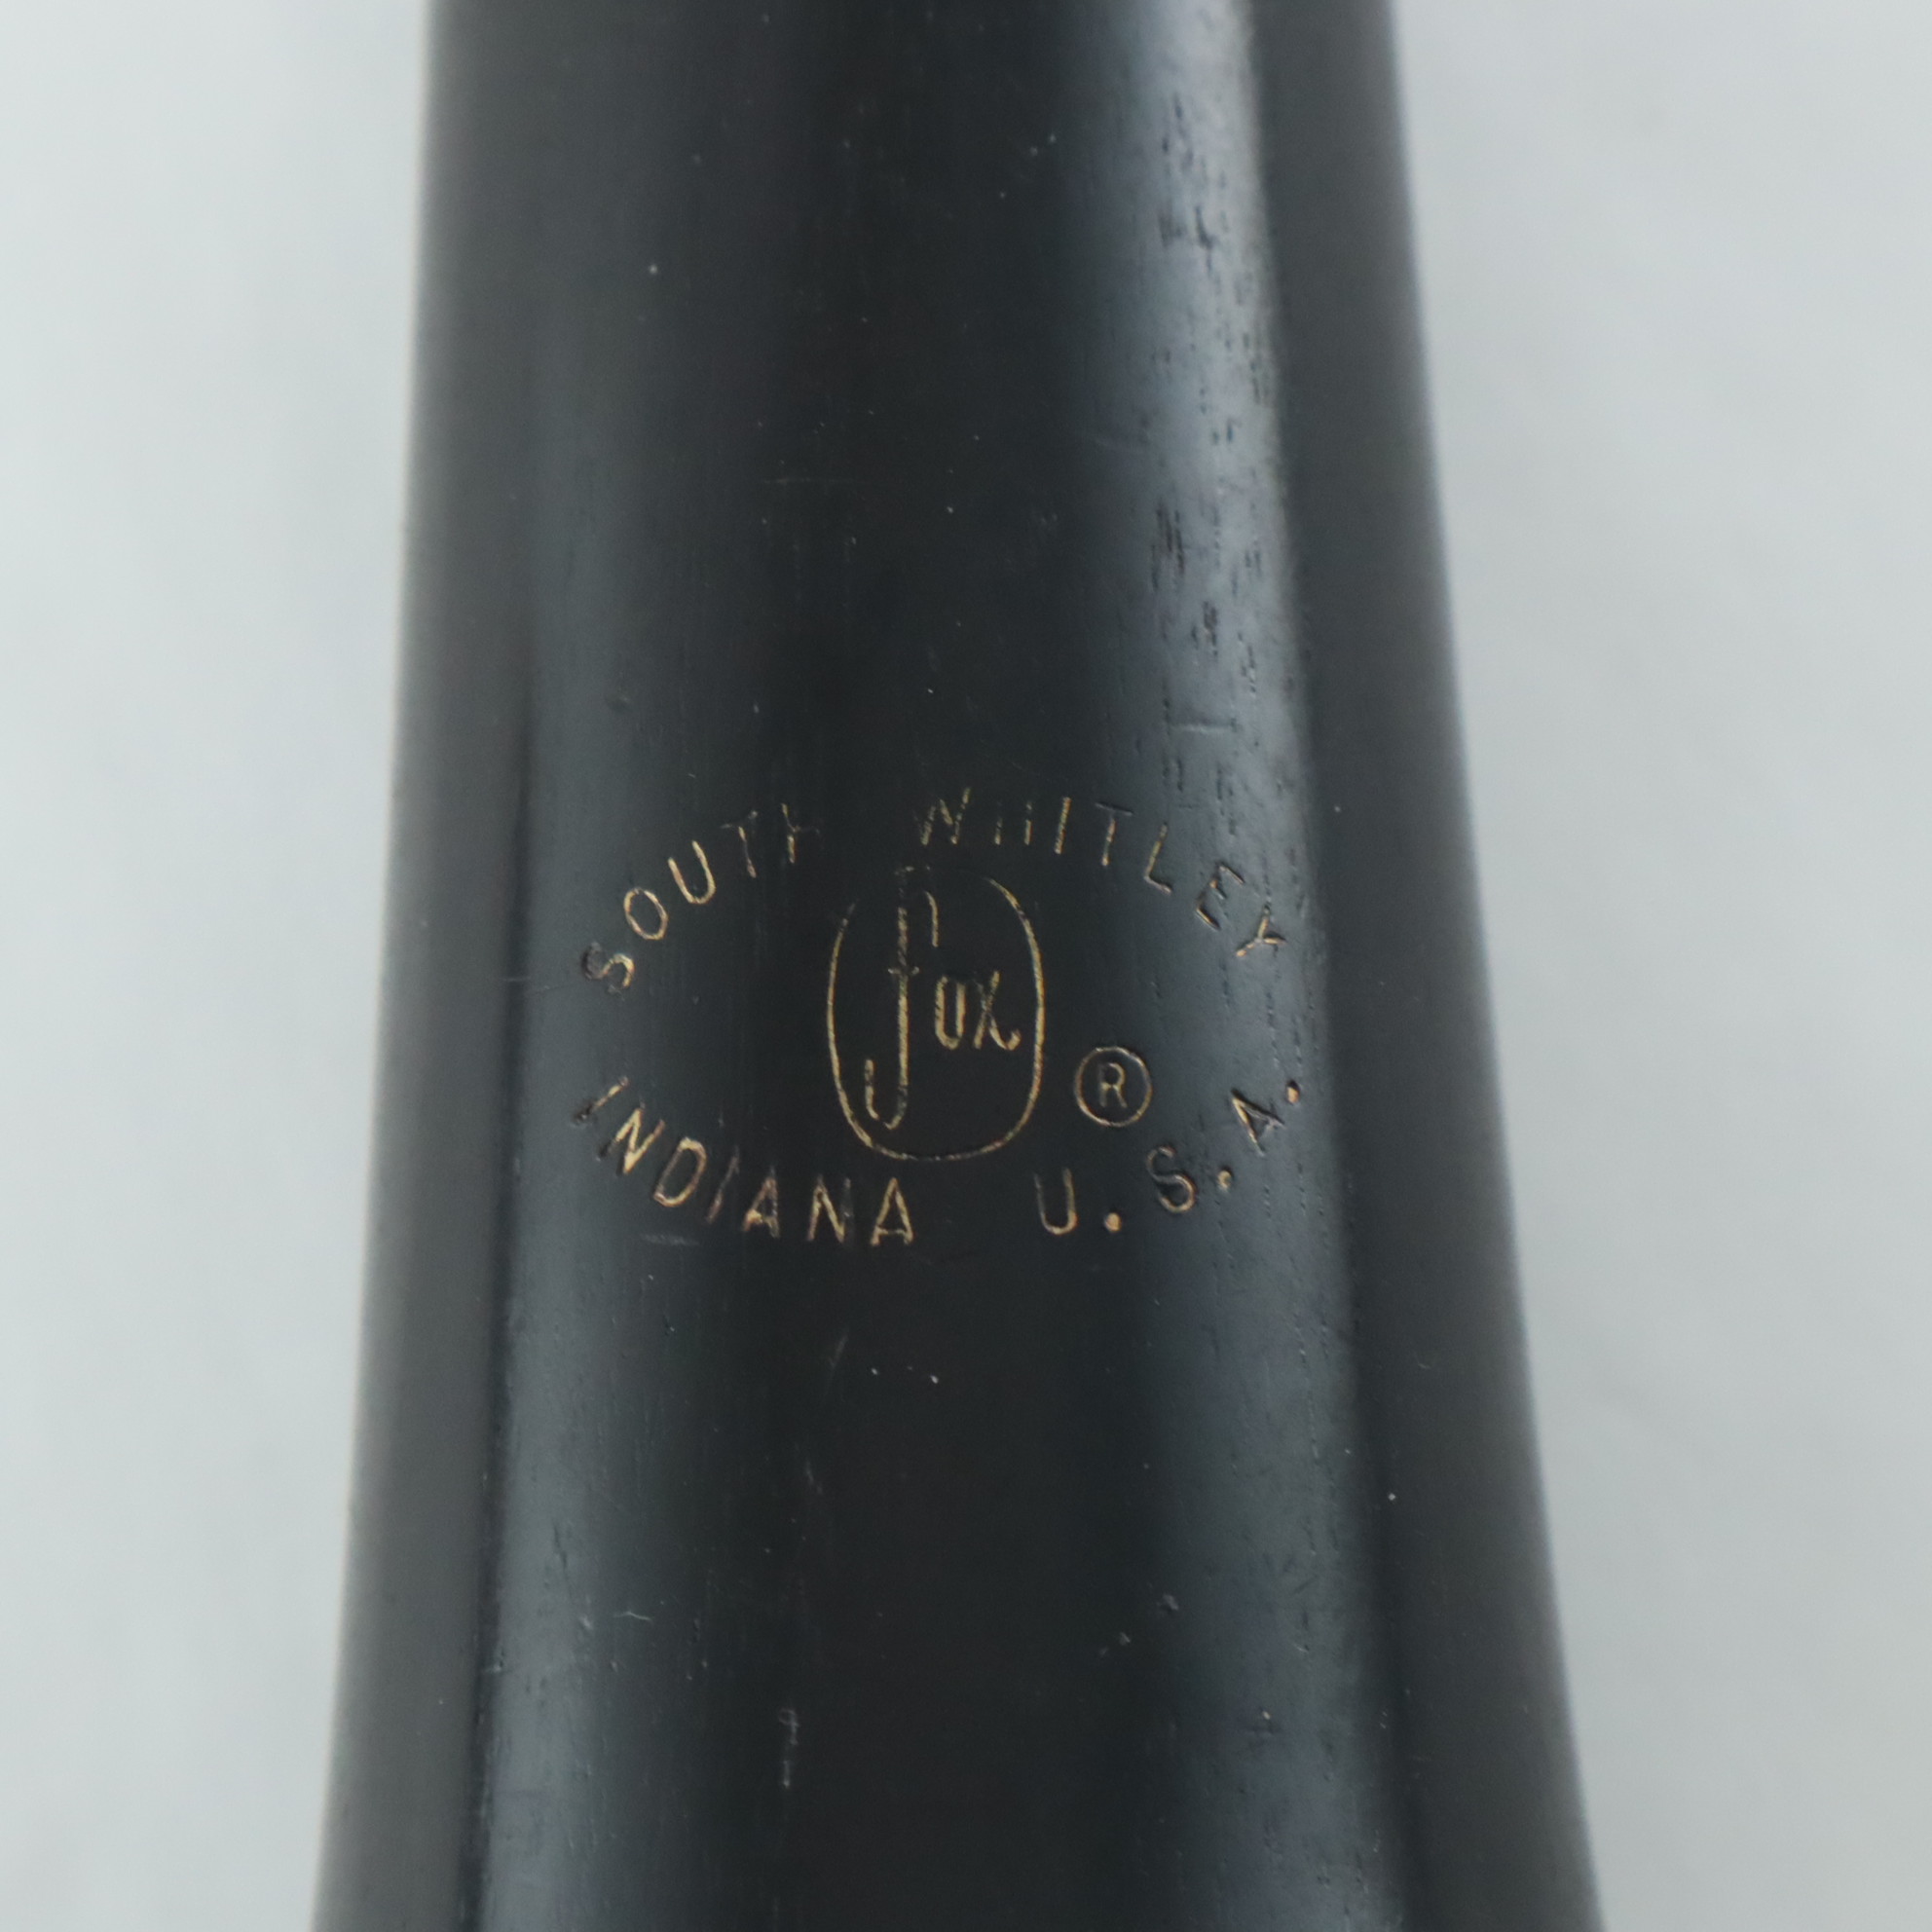 SOUTH WHITLEY
fox
®
INDIANA U.S.A.